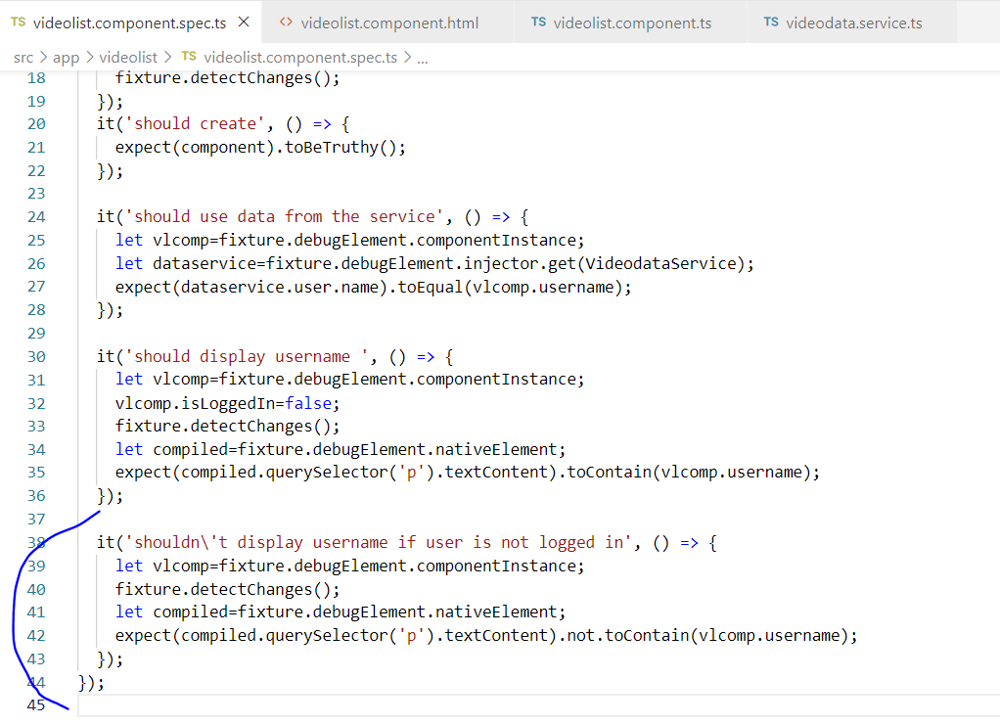 TS videolist.component.spec.ts × <> videolist.component.html TS videolist.component.ts TS videodata.service.ts
src > app > videolist > TS videolist.component.spec.ts > ...
18 fixture.detectChanges();
19 });
20 it('should create', () => {
21 expect(component).toBeTruthy();
22 });
23
24 it('should use data from the service', () => {
25 let vlcomp=fixture.debugElement.componentInstance;
26 let dataservice=fixture.debugElement.injector.get(VideodataService);
27 expect(dataservice.user.name).toEqual(vlcomp.username);
28 });
29
30 it('should display username ', () => {
31 let vlcomp=fixture.debugElement.componentInstance;
32 vlcomp.isLoggedIn=false;
33 fixture.detectChanges();
34 let compiled=fixture.debugElement.nativeElement;
35 expect(compiled.querySelector('p').textContent).toContain(vlcomp.username);
36 });
37
38 it('shouldn\'t display username if user is not logged in', () => {
39 let vlcomp=fixture.debugElement.componentInstance;
40 fixture.detectChanges();
41 let compiled=fixture.debugElement.nativeElement;
42 expect(compiled.querySelector('p').textContent).not.toContain(vlcomp.username);
43 });
44 });
45